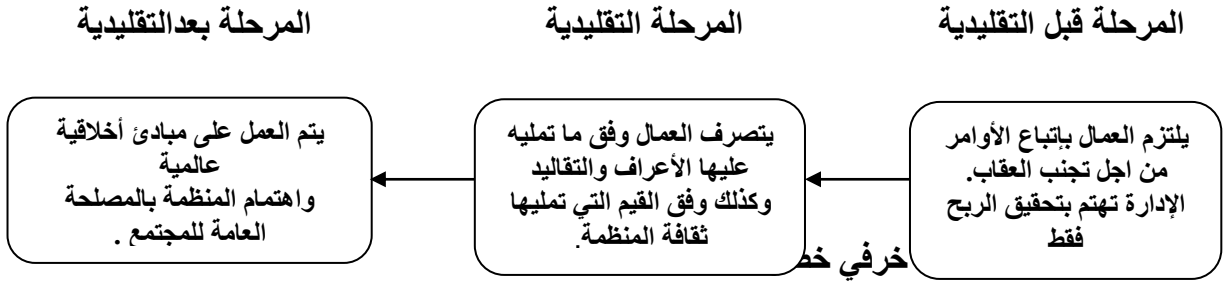 المرحلة قبل التقليدية
المرحلة التقليدية
المرحلة بعدالتقليدية
يلتزم العمال بإتباع الأوامر
من اجل تجنب العقاب.
الإدارة تهتم بتحقيق الربح
فقط
يتصرف العمال وفق ما تمليه
عليها الأعراف والتقاليد
وكذلك وفق القيم التي تمليها
ثقافة المنظمة.
يتم العمل على مبادئ أخلاقية
عالمية
واهتمام المنظمة بالمصلحة
العامة للمجتمع .